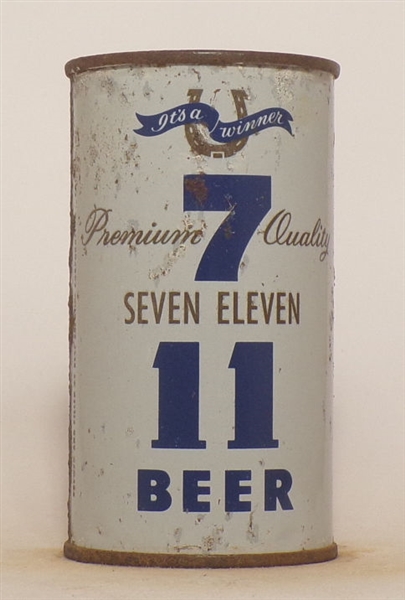 It's a winner
7
Premium Quality
SEVEN ELEVEN
11
BEER